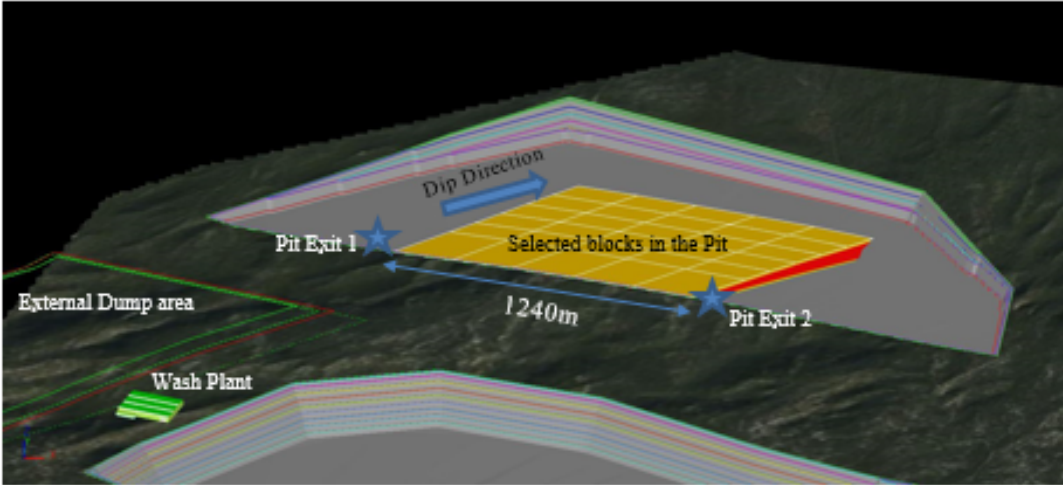 Dip Direction
Pit Exit 1
Selected blocks in the Pit
External Dump area
1240m
Pit Exit 2
Wash Plant